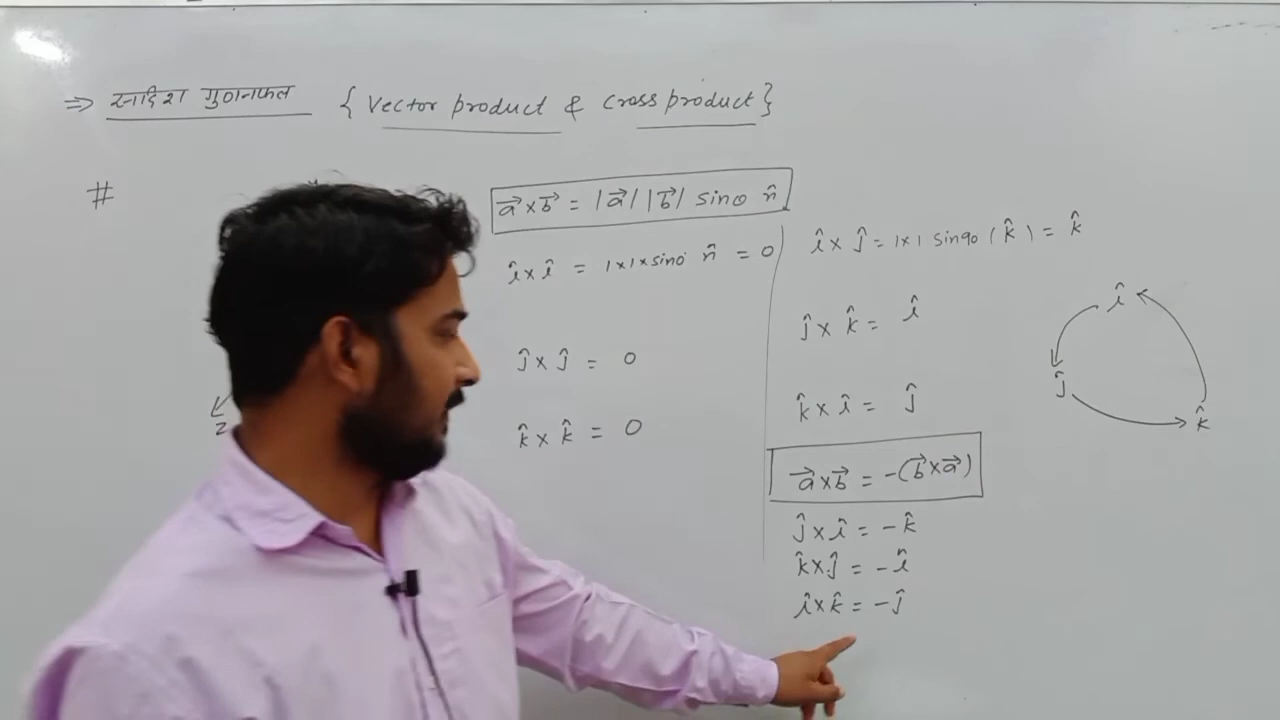 ⇒ सदिश गुणनफल { Vector product & Cross product }
#
a⃗ × b⃗ = |a⃗| |b⃗| sinθ n̂
î × î = 1×1×sin0° n̂ = 0
ĵ × ĵ = 0
k̂ × k̂ = 0
î × ĵ = 1×1 sin90 (k̂) = k̂
ĵ × k̂ = î
k̂ × î = ĵ
a⃗ × b⃗ = -(b⃗ × a⃗)
ĵ × î = -k̂
k̂ × ĵ = -î
î × k̂ = -ĵ
î
ĵ
k̂
z